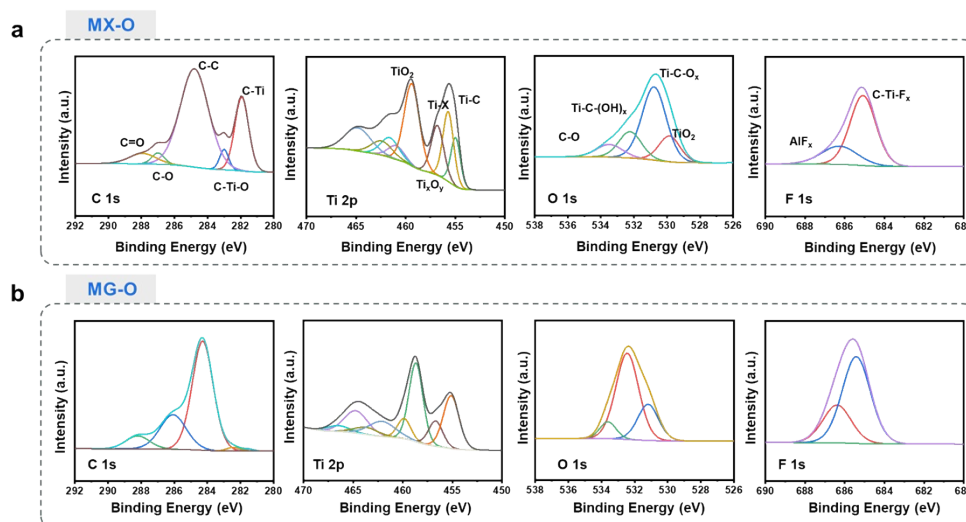 a
MX-O
C-C
C-Ti
C=O
C-O
C-Ti-O
C 1s
Intensity (a.u.)
292 290 288 286 284 282 280
Binding Energy (eV)
TiO2
Ti-X
Ti-C
TixOy
Ti 2p
Intensity (a.u.)
470 465 460 455 450
Binding Energy (eV)
Ti-C-Ox
Ti-C-(OH)x
C-O
TiO2
O 1s
Intensity (a.u.)
538 536 534 532 530 528 526
Binding Energy (eV)
C-Ti-Fx
AlFx
F 1s
Intensity (a.u.)
690 688 686 684 68
Binding Energy (eV)
b
MG-O
C 1s
Intensity (a.u.)
292 290 288 286 284 282 280
Binding Energy (eV)
Ti 2p
Intensity (a.u.)
470 465 460 455 450
Binding Energy (eV)
O 1s
Intensity (a.u.)
538 536 534 532 530 528 526
Binding Energy (eV)
F 1s
Intensity (a.u.)
690 688 686 684 68
Binding Energy (eV)